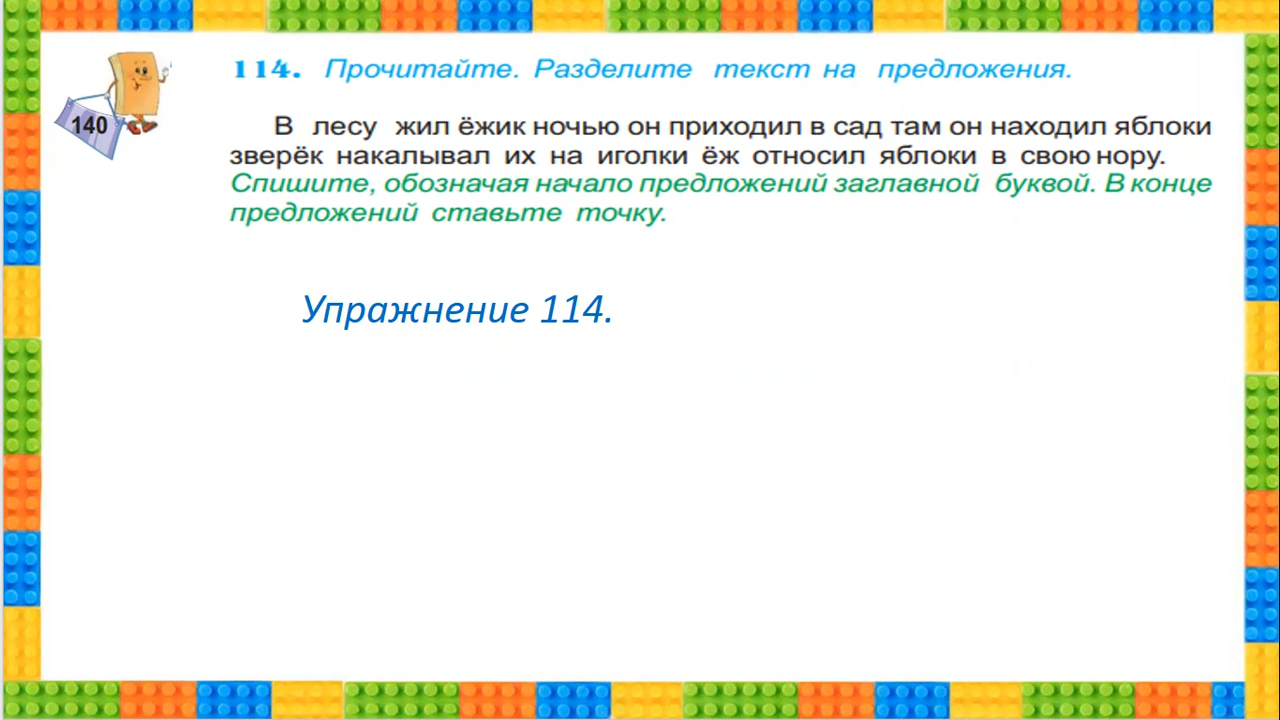 140
114. Прочитайте. Разделите текст на предложения.
В лесу жил ёжик ночью он приходил в сад там он находил яблоки
зверёк накалывал их на иголки ёж относил яблоки в свою нору.
Спишите, обозначая начало предложений заглавной буквой. В конце
предложений ставьте точку.
Упражнение 114.